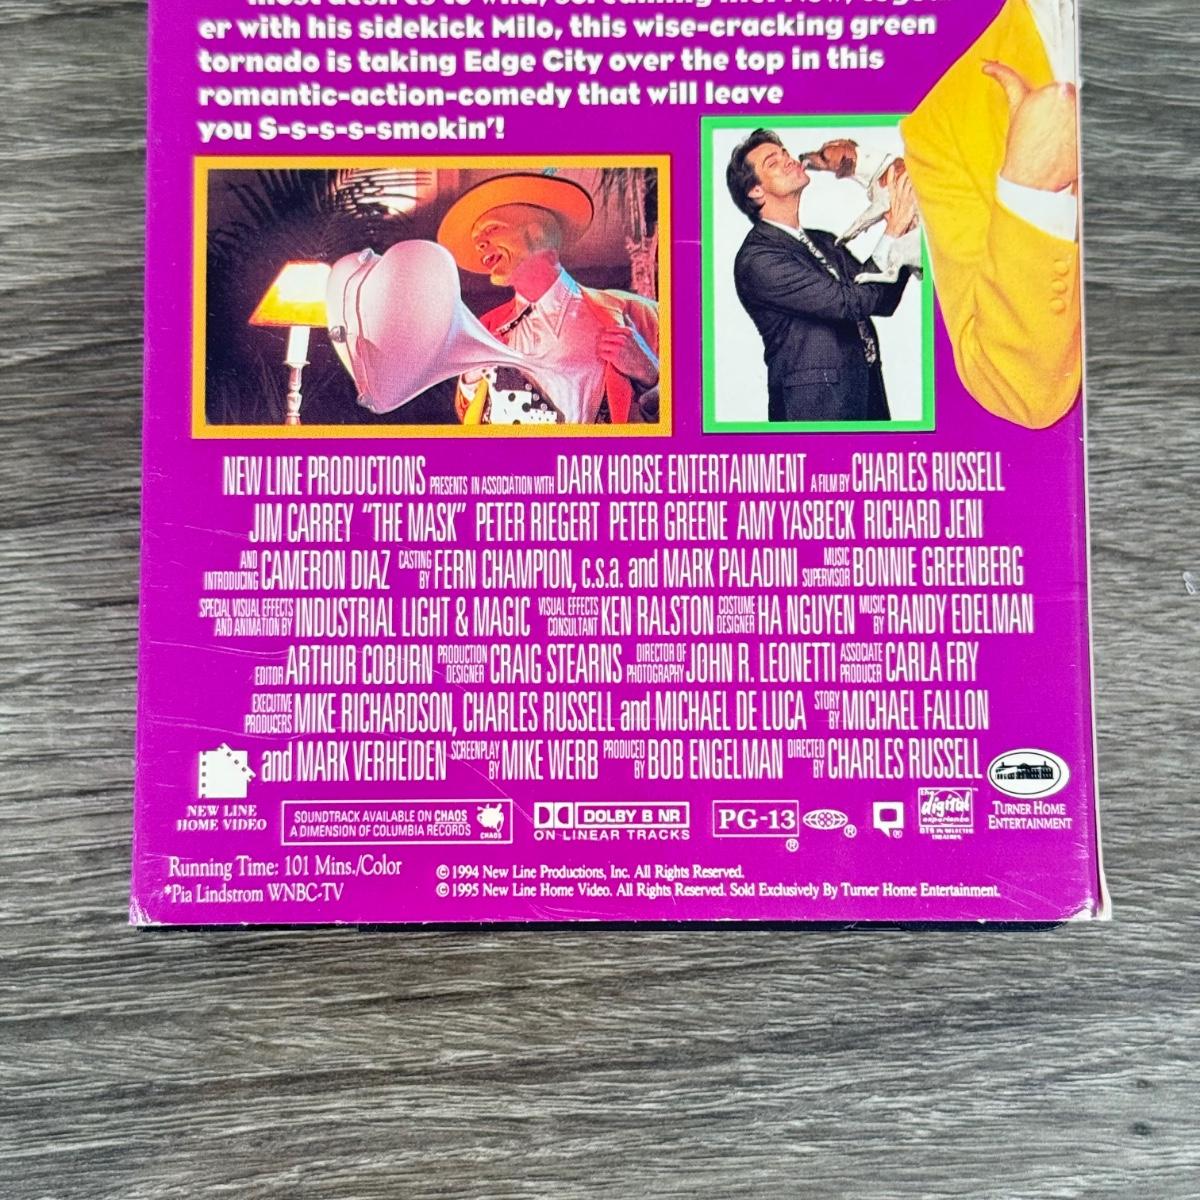 er with his sidekick Milo, this wise-cracking green
tornado is taking Edge City over the top in this
romantic-action-comedy that will leave
you S-s-s-s-smokin'!
NEW LINE PRODUCTIONS PRESENTS IN ASSOCIATION WITH DARK HORSE ENTERTAINMENT A FILM BY CHARLES RUSSELL
JIM CARREY "THE MASK" PETER RIEGERT PETER GREENE AMY YASBECK RICHARD JENI
AND INTRODUCING CAMERON DIAZ CASTING BY FERN CHAMPION, c.s.a. and MARK PALADINI MUSIC SUPERVISOR BONNIE GREENBERG
SPECIAL VISUAL EFFECTS AND ANIMATION BY INDUSTRIAL LIGHT & MAGIC VISUAL EFFECTS CONSULTANT KEN RALSTON COSTUME DESIGNER HA NGUYEN MUSIC BY RANDY EDELMAN
EDITOR ARTHUR COBURN PRODUCTION DESIGNER CRAIG STEARNS DIRECTOR OF PHOTOGRAPHY JOHN R. LEONETTI ASSOCIATE PRODUCER CARLA FRY
EXECUTIVE PRODUCERS MIKE RICHARDSON, CHARLES RUSSELL and MICHAEL DE LUCA STORY BY MICHAEL FALLON
and MARK VERHEIDEN SCREENPLAY BY MIKE WERB PRODUCED BY BOB ENGELMAN DIRECTED BY CHARLES RUSSELL
NEW LINE
HOME VIDEO
SOUNDTRACK AVAILABLE ON CHAOS
A DIMENSION OF COLUMBIA RECORDS
CHAOS
DOLBY B NR
ON LINEAR TRACKS
PG-13
®
®
®
the
digital
experience
DTS IN SELECTED
THEATRES
TURNER HOME
ENTERTAINMENT™
Running Time: 101 Mins./Color
*Pia Lindstrom WNBC-TV
©1994 New Line Productions, Inc. All Rights Reserved.
©1995 New Line Home Video. All Rights Reserved. Sold Exclusively By Turner Home Entertainment.